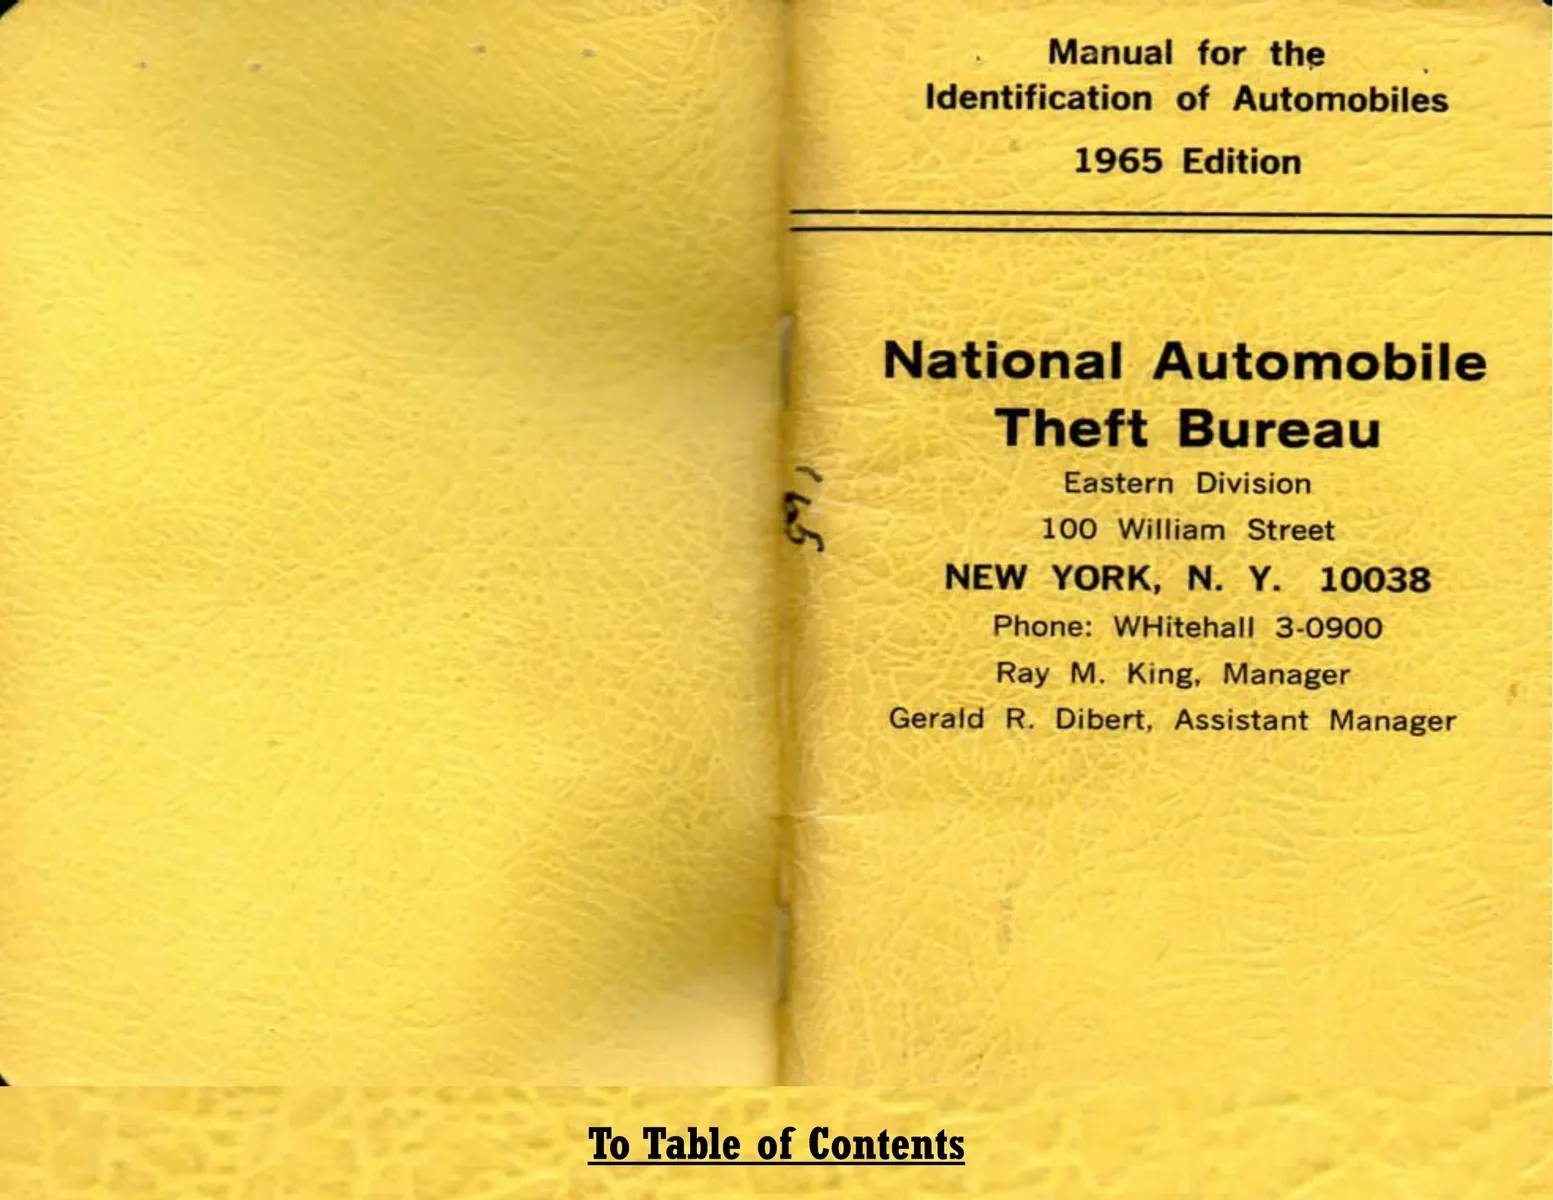 Manual for the
Identification of Automobiles
1965 Edition
National Automobile
Theft Bureau
Eastern Division
100 William Street
NEW YORK, N. Y. 10038
Phone: WHitehall 3-0900
Ray M. King, Manager
Gerald R. Dibert, Assistant Manager
'65
To Table of Contents